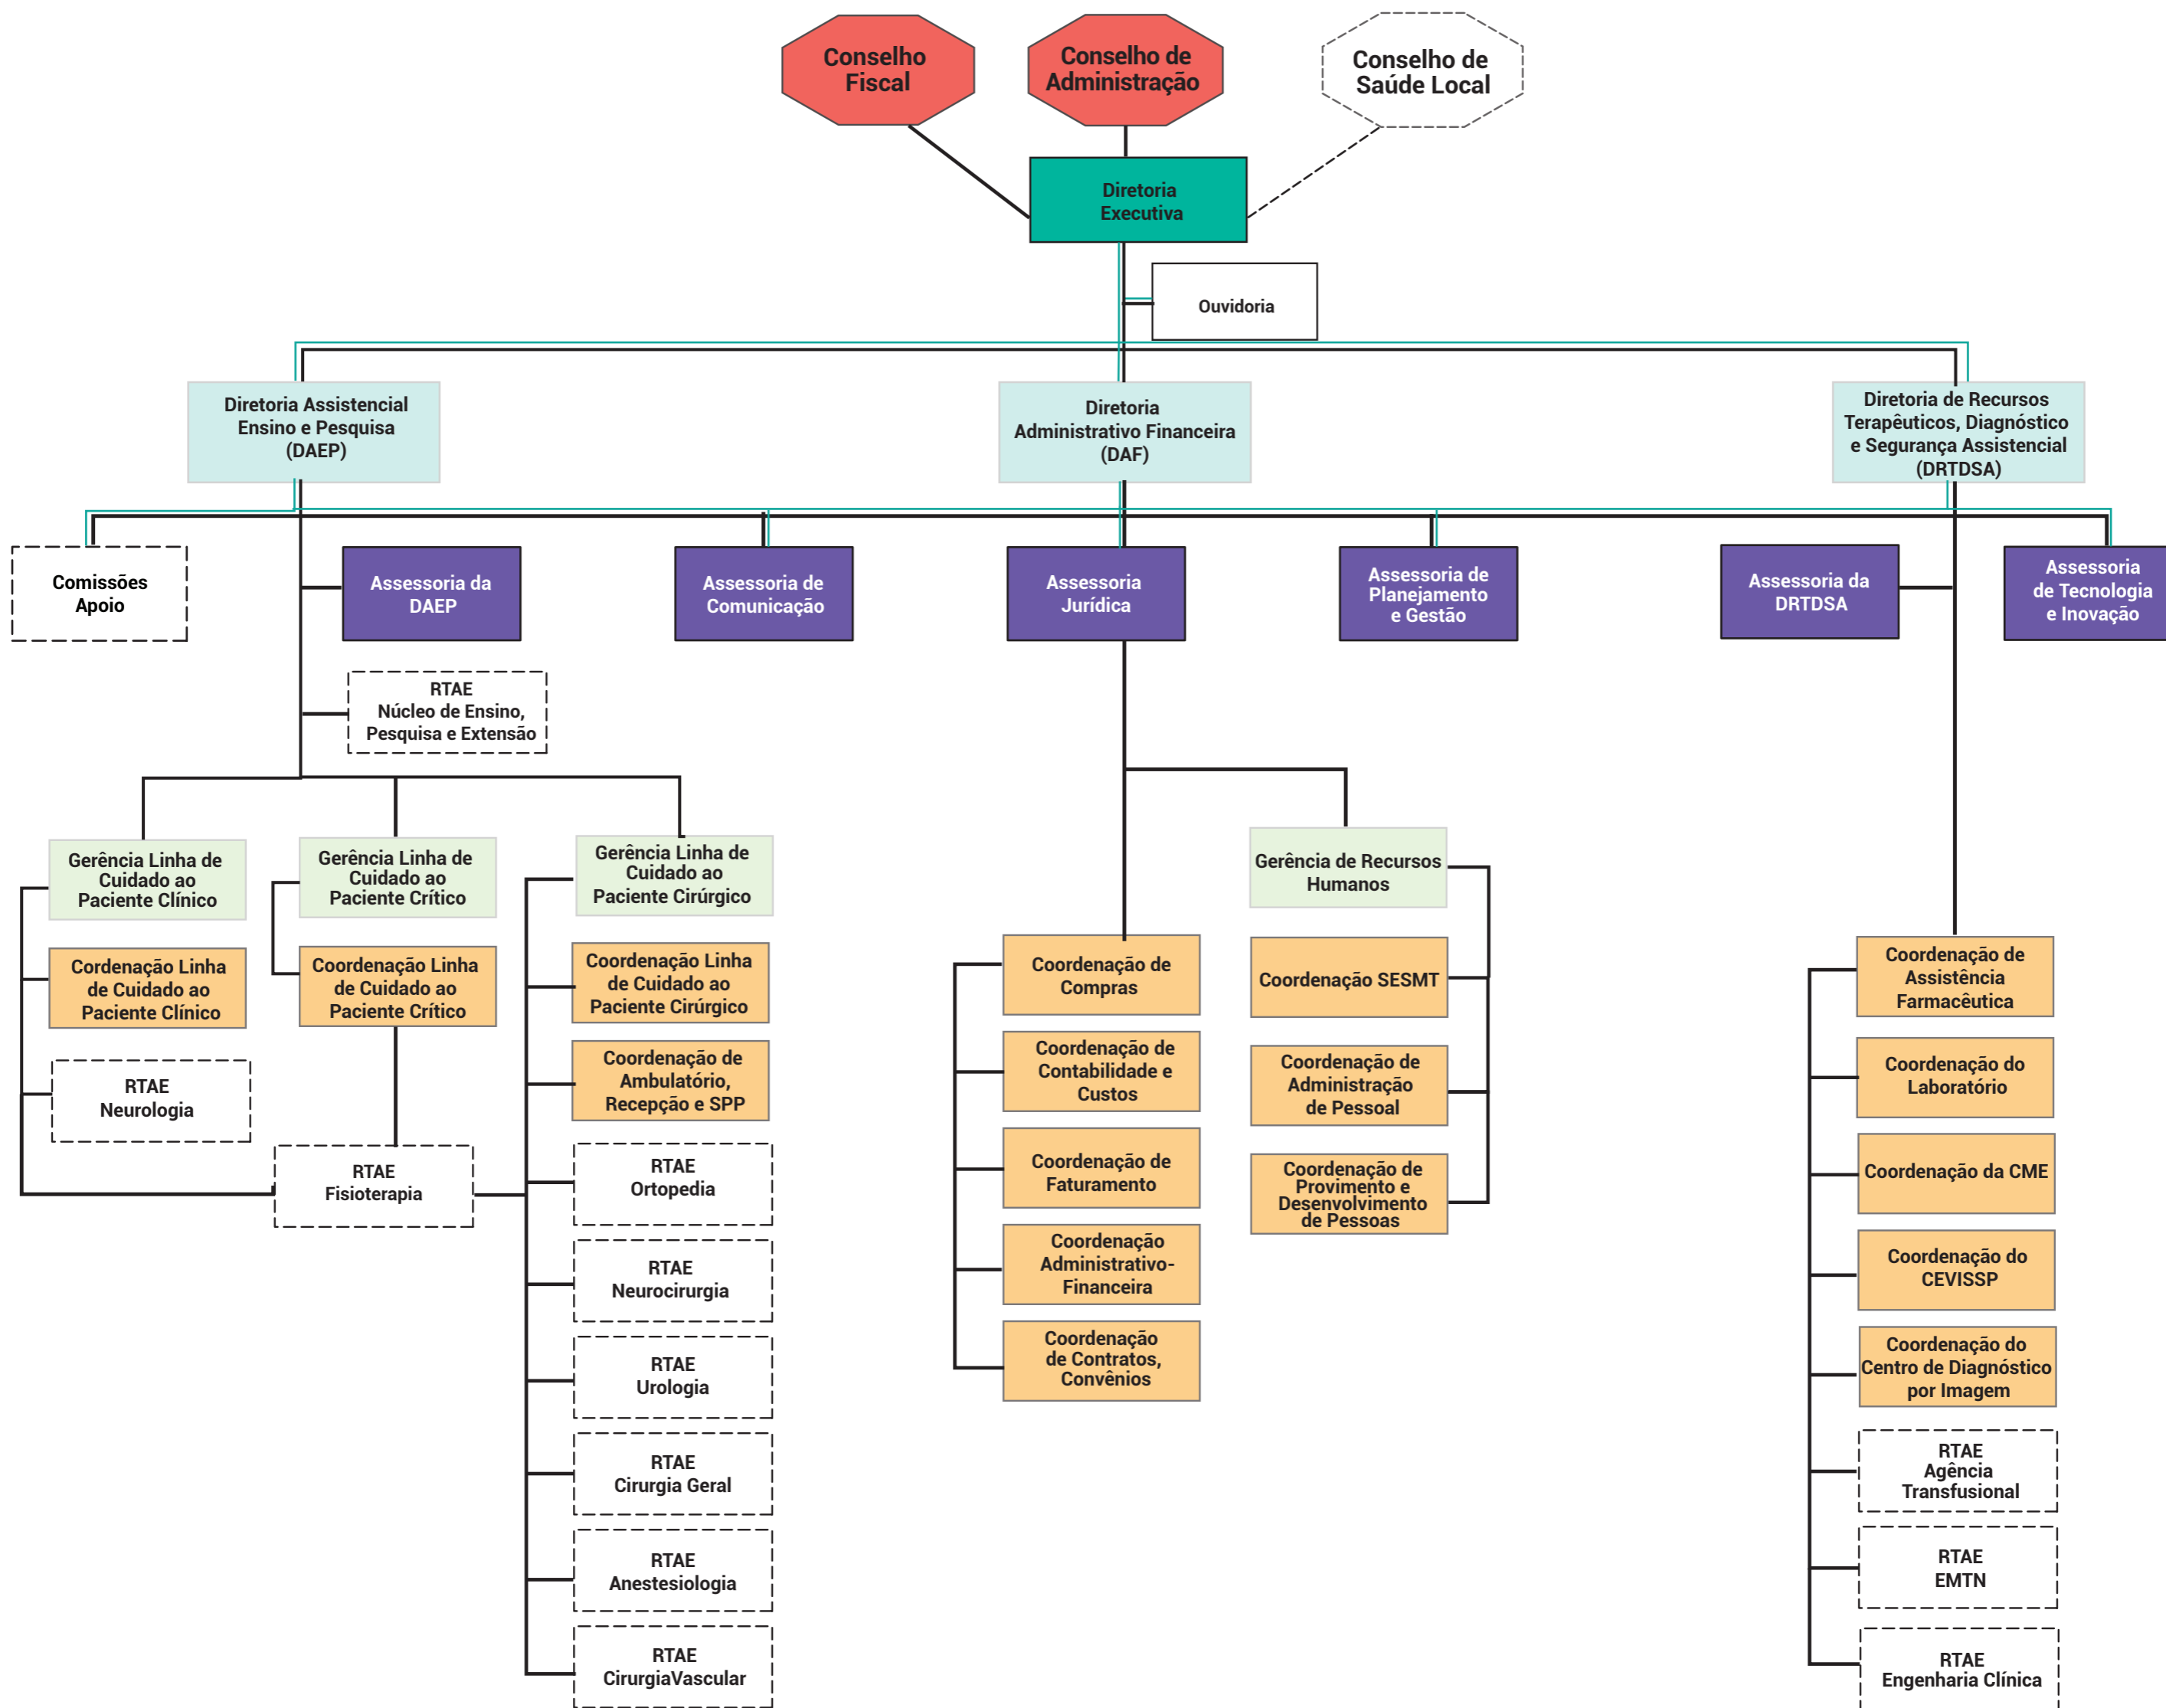 Conselho
Fiscal
Conselho de
Administração
Conselho de
Saúde Local
Diretoria
Executiva
Ouvidoria
Diretoria Assistencial
Ensino e Pesquisa
(DAEP)
Diretoria
Administrativo Financeira
(DAF)
Diretoria de Recursos
Terapêuticos, Diagnóstico
e Segurança Assistencial
(DRTDSA)
Comissões
Apoio
Assessoria da
DAEP
Assessoria de
Comunicação
Assessoria
Jurídica
Assessoria de
Planejamento
e Gestão
Assessoria da
DRTDSA
Assessoria
de Tecnologia
e Inovação
RTAE
Núcleo de Ensino,
Pesquisa e Extensão
Gerência Linha de
Cuidado ao
Paciente Clínico
Cordenação Linha
de Cuidado ao
Paciente Clínico
RTAE
Neurologia
Gerência Linha de
Cuidado ao
Paciente Crítico
Coordenação Linha
de Cuidado ao
Paciente Crítico
RTAE
Fisioterapia
Gerência Linha de
Cuidado ao
Paciente Cirúrgico
Coordenação Linha
de Cuidado ao
Paciente Cirúrgico
Coordenação de
Ambulatório,
Recepção e SPP
RTAE
Ortopedia
RTAE
Neurocirurgia
RTAE
Urologia
RTAE
Cirurgia Geral
RTAE
Anestesiologia
RTAE
CirurgiaVascular
Coordenação de
Compras
Coordenação de
Contabilidade e
Custos
Coordenação de
Faturamento
Coordenação
Administrativo-
Financeira
Coordenação
de Contratos,
Convênios
Gerência de Recursos
Humanos
Coordenação SESMT
Coordenação de
Administração
de Pessoal
Coordenação de
Provimento e
Desenvolvimento
de Pessoas
Coordenação de
Assistência
Farmacêutica
Coordenação do
Laboratório
Coordenação da CME
Coordenação do
CEVISSP
Coordenação do
Centro de Diagnóstico
por Imagem
RTAE
Agência
Transfusional
RTAE
EMTN
RTAE
Engenharia Clínica